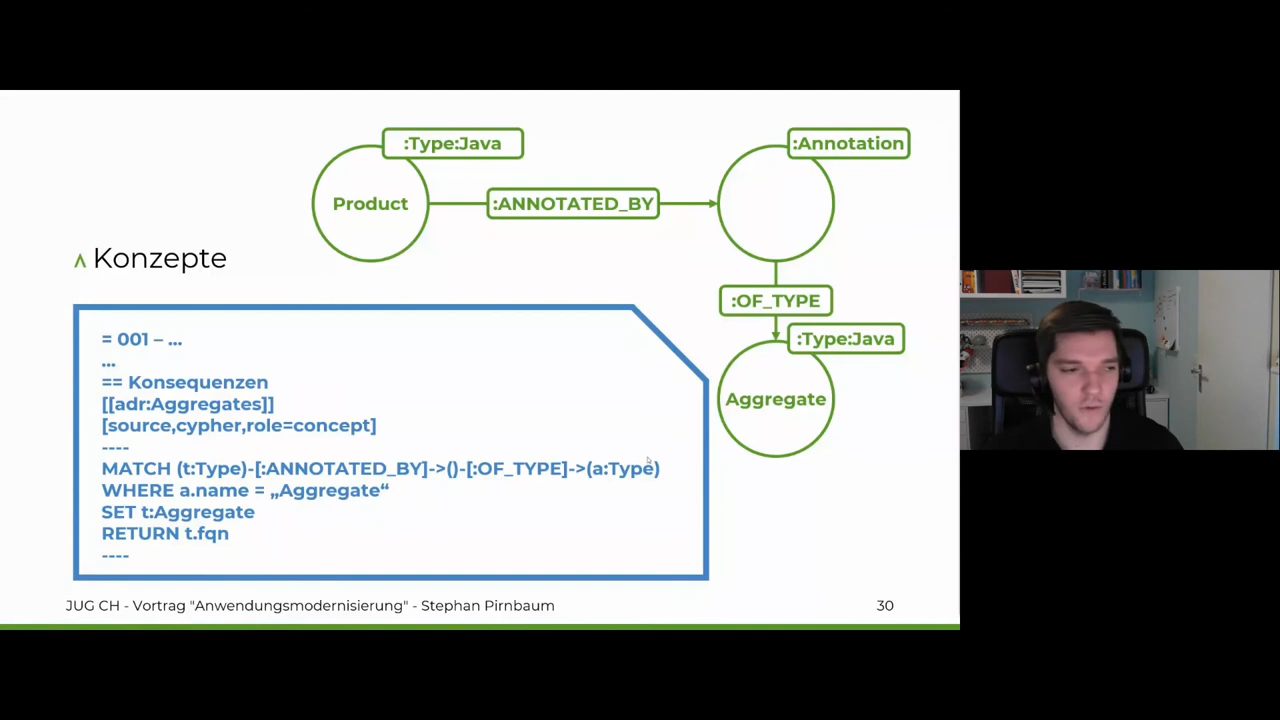 :Type:Java
:Annotation
Product
:ANNOTATED_BY
^ Konzepte
:OF_TYPE
:Type:Java
Aggregate
= 001 – ...
...
== Konsequenzen
[[adr:Aggregates]]
[source,cypher,role=concept]
----
MATCH (t:Type)-[:ANNOTATED_BY]->()-[:OF_TYPE]->(a:Type)
WHERE a.name = „Aggregate“
SET t:Aggregate
RETURN t.fqn
----
JUG CH - Vortrag "Anwendungsmodernisierung" - Stephan Pirnbaum
30